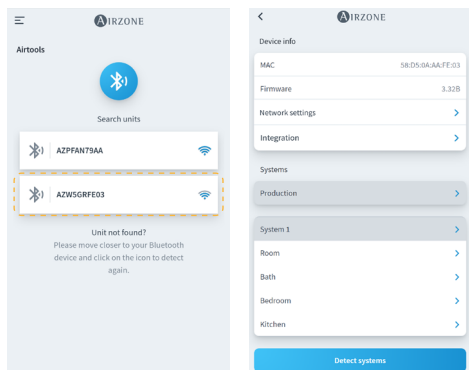 AIRZONE
Airtools
Search units
AZPFAN79AA
AZW5GRFE03
Unit not found?
Please move closer to your Bluetooth
device and click on the icon to detect
again.
AIRZONE
Device info
MAC 58:D5:0A:AA:FE:03
Firmware 3.32B
Network settings
Integration
Systems
Production
System 1
Room
Bath
Bedroom
Kitchen
Detect systems